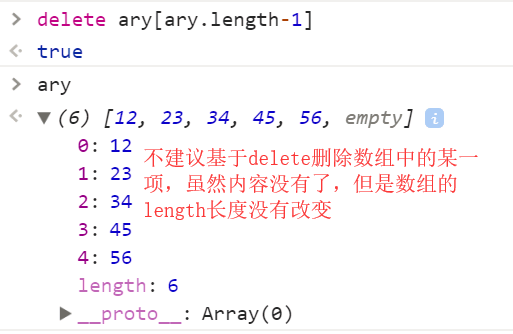 > delete ary[ary.length-1]
< true
> ary
< ▼ (6) [12, 23, 34, 45, 56, empty] i
0: 12
1: 23
2: 34
3: 45
4: 56
不建议基于delete删除数组中的某一
项，虽然内容没有了，但是数组的
length长度没有改变
length: 6
▶ __proto__: Array(0)